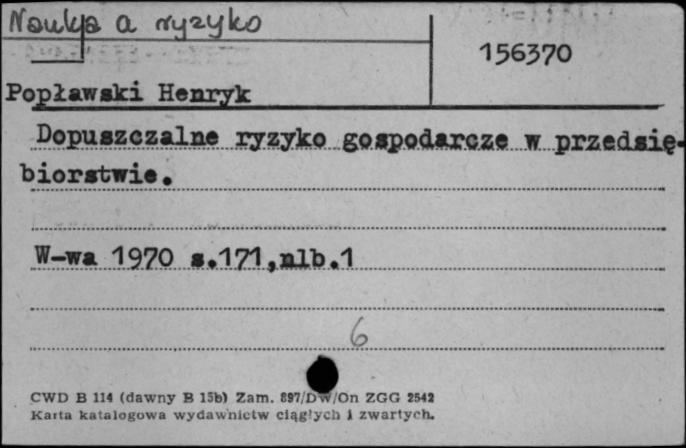 Nauka a ryzyko
156370
Popławski Henryk
Dopuszczalne ryzyko gospodarcze w przedsię-
biorstwie.
W-wa 1970 s.171,nlb.1
6
CWD B 114 (dawny B 15b) Zam. 897/DW/On ZGG 2542
Karta katalogowa wydawnictw ciągłych i zwartych.